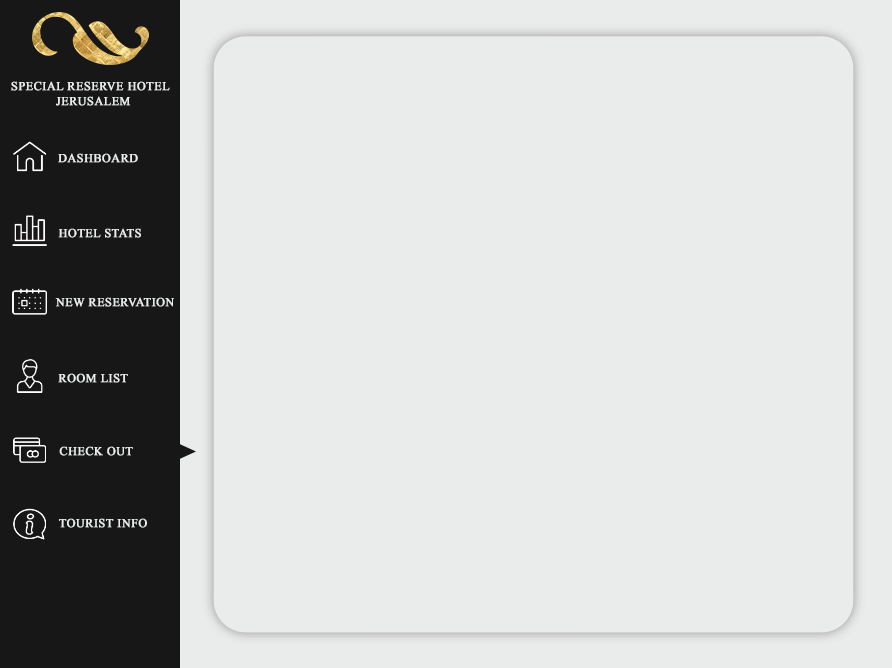 SPECIAL RESERVE HOTEL
JERUSALEM
DASHBOARD
HOTEL STATS
NEW RESERVATION
ROOM LIST
CHECK OUT
TOURIST INFO